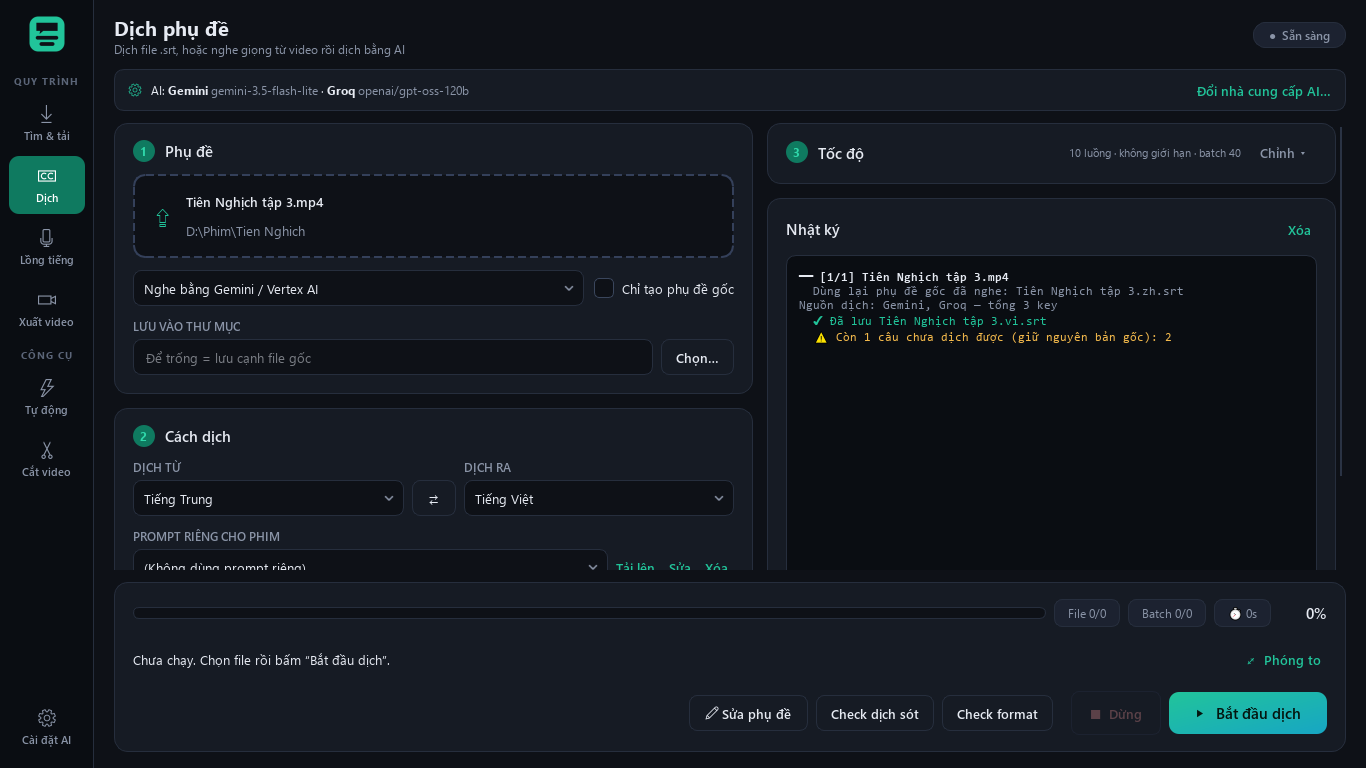 Dịch phụ đề
Dịch file .srt, hoặc nghe giọng từ video rồi dịch bằng AI
● Sẵn sàng
QUY TRÌNH
Tìm & tải
Dịch
Lồng tiếng
Xuất video
CÔNG CỤ
Tự động
Cắt video
Cài đặt AI
AI: Gemini gemini-3.5-flash-lite · Groq openai/gpt-oss-120b
Đổi nhà cung cấp AI...
1 Phụ đề
Tiên Nghịch tập 3.mp4
D:\Phim\Tien Nghich
Nghe bằng Gemini / Vertex AI
Chỉ tạo phụ đề gốc
LƯU VÀO THƯ MỤC
Để trống = lưu cạnh file gốc
Chọn...
2 Cách dịch
DỊCH TỪ
DỊCH RA
Tiếng Trung
⇄
Tiếng Việt
PROMPT RIÊNG CHO PHIM
(Không dùng prompt riêng)
Tải lên
Sửa
Xóa
3 Tốc độ
10 luồng · không giới hạn · batch 40
Chỉnh
Nhật ký
Xóa
── [1/1] Tiên Nghịch tập 3.mp4
Dùng lại phụ đề gốc đã nghe: Tiên Nghịch tập 3.zh.srt
Nguồn dịch: Gemini, Groq — tổng 3 key
✔ Đã lưu Tiên Nghịch tập 3.vi.srt
⚠ Còn 1 câu chưa dịch được (giữ nguyên bản gốc): 2
File 0/0
Batch 0/0
0s
0%
Chưa chạy. Chọn file rồi bấm “Bắt đầu dịch”.
Phóng to
Sửa phụ đề
Check dịch sót
Check format
Dừng
Bắt đầu dịch